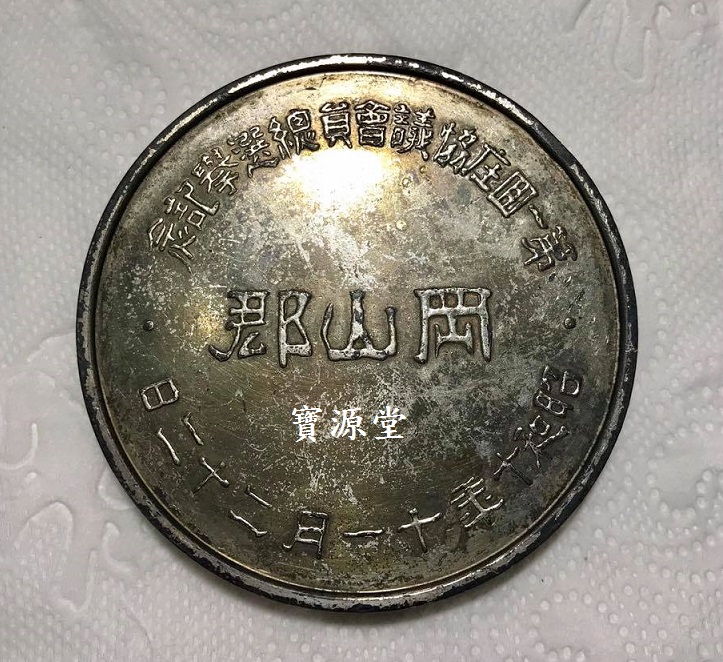 第一回庄協議會員總選擧記念
岡山郡
寶源堂
昭和十年十一月二十二日